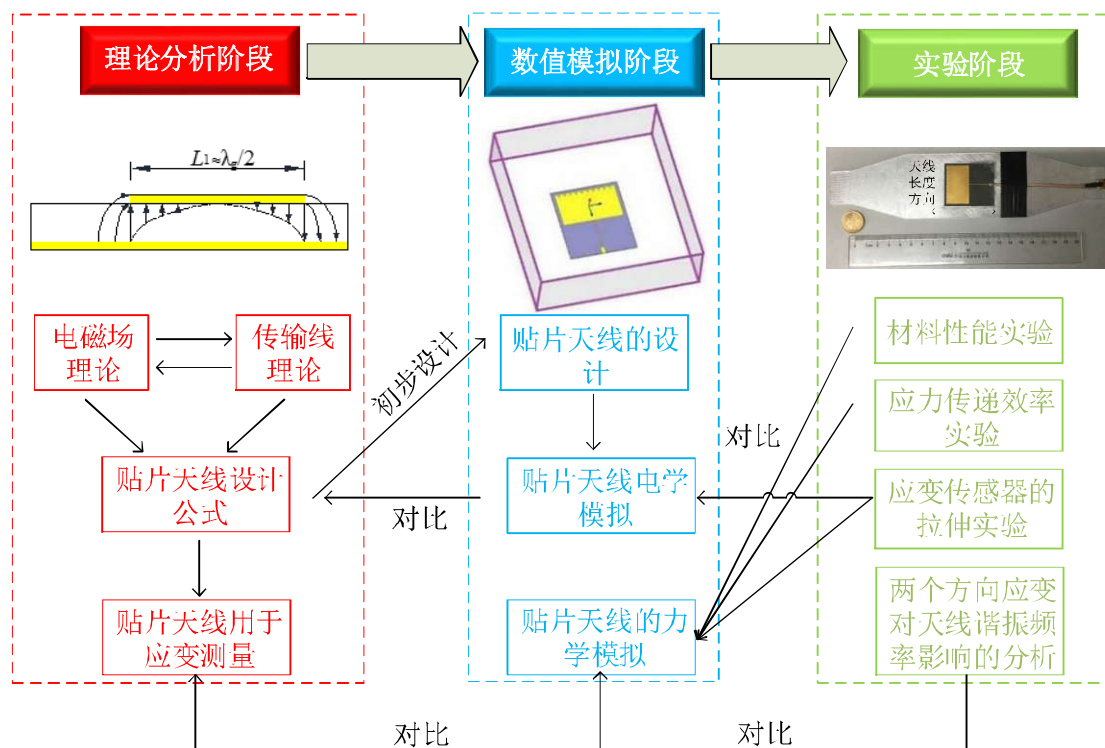 理论分析阶段
数值模拟阶段
实验阶段
L1≈λg/2
天线
长度
方向
电磁场
理论
传输线
理论
初步设计
贴片天线的设
计
材料性能实验
应力传递效率
实验
对比
贴片天线设计
公式
对比
贴片天线电学
模拟
应变传感器的
拉伸实验
贴片天线用于
应变测量
贴片天线的力
学模拟
两个方向应变
对天线谐振频
率影响的分析
对比
对比